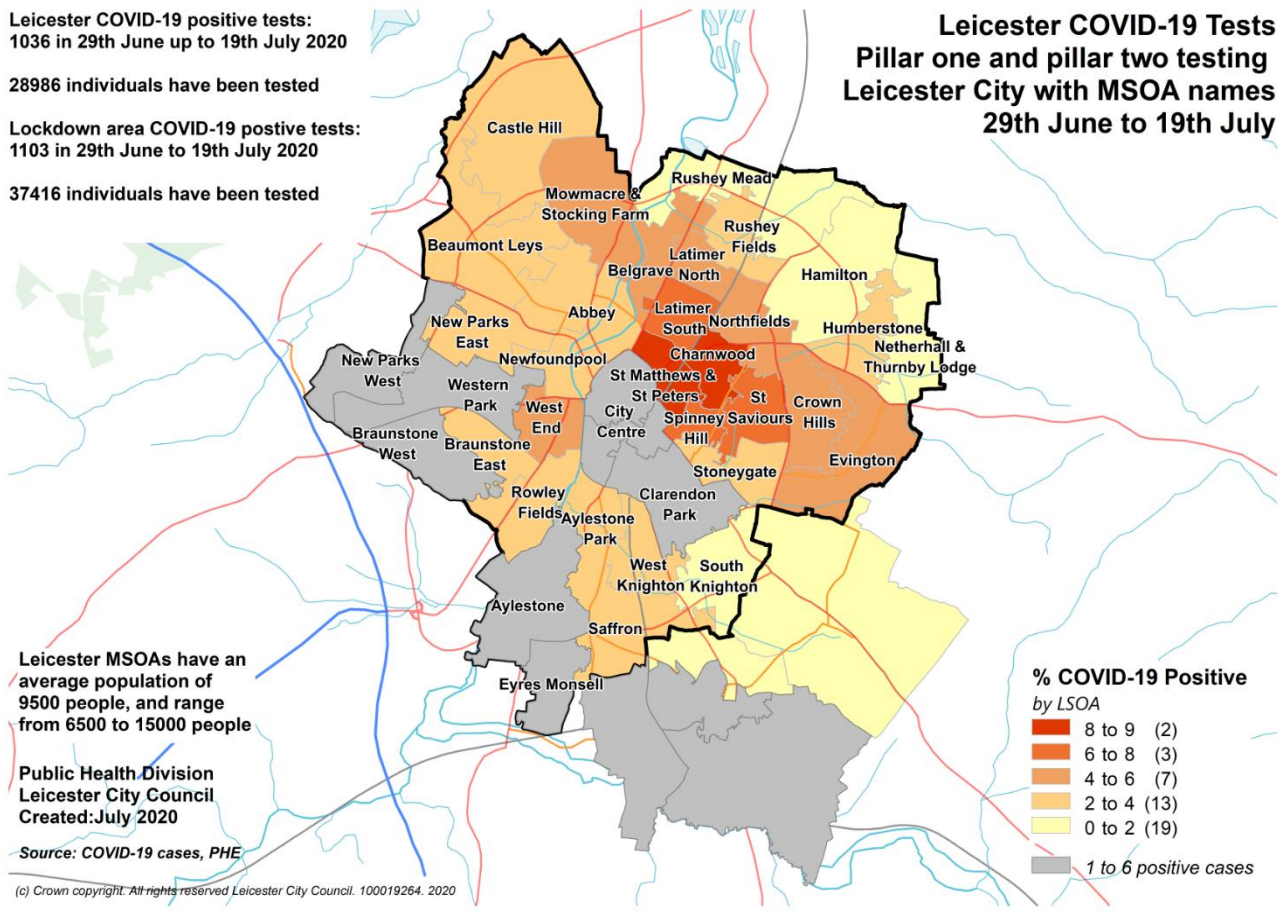 Leicester COVID-19 positive tests:
1036 in 29th June up to 19th July 2020
28986 individuals have been tested
Lockdown area COVID-19 postive tests:
1103 in 29th June to 19th July 2020
37416 individuals have been tested
Leicester COVID-19 Tests
Pillar one and pillar two testing
Leicester City with MSOA names
29th June to 19th July
Castle Hill
Rushey Mead
Mowmacre &
Stocking Farm
Rushey
Fields
Beaumont Leys
Latimer
North
Belgrave
Hamilton
Abbey
Latimer
South
Northfields
New Parks
East
Humberstone
Netherhall &
Thurnby Lodge
Newfoundpool
Charnwood
New Parks
West
Western
Park
St Matthews &
St Peters
West
End
City
Centre
Spinney
Hill
St
Saviours
Crown
Hills
Braunstone
West
Braunstone
East
Evington
Stoneygate
Rowley
Fields
Clarendon
Park
Aylestone
Park
West
Knighton
South
Knighton
Aylestone
Saffron
Eyres Monsell
Leicester MSOAs have an
average population of
9500 people, and range
from 6500 to 15000 people
Public Health Division
Leicester City Council
Created:July 2020
Source: COVID-19 cases, PHE
(c) Crown copyright. All rights reserved Leicester City Council. 100019264. 2020
% COVID-19 Positive
by LSOA
8 to 9 (2)
6 to 8 (3)
4 to 6 (7)
2 to 4 (13)
0 to 2 (19)
1 to 6 positive cases